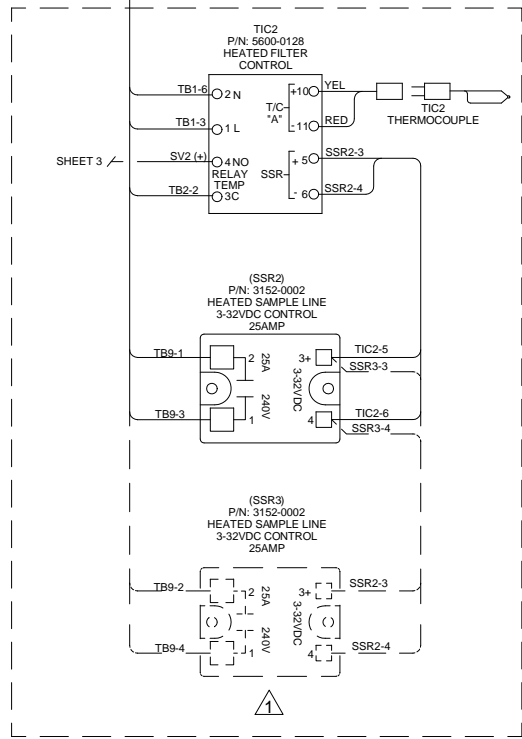 TIC2
P/N: 5600-0128
HEATED FILTER
CONTROL
TB1-6
2 N
+10
YEL
T/C
"A"
TIC2
THERMOCOUPLE
TB1-3
1 L
-11
RED
SHEET 3
SV2 (+)
4NO
RELAY
TEMP
+ 5
SSR2-3
SSR
TB2-2
3C
- 6
SSR2-4
(SSR2)
P/N: 3152-0002
HEATED SAMPLE LINE
3-32VDC CONTROL
25AMP
TB9-1
2
25A
3+
TIC2-5
SSR3-3
240V
3-32VDC
TB9-3
1
4
TIC2-6
SSR3-4
(SSR3)
P/N: 3152-0002
HEATED SAMPLE LINE
3-32VDC CONTROL
25AMP
TB9-2
2
25A
3+
SSR2-3
240V
3-32VDC
TB9-4
1
4
SSR2-4
1